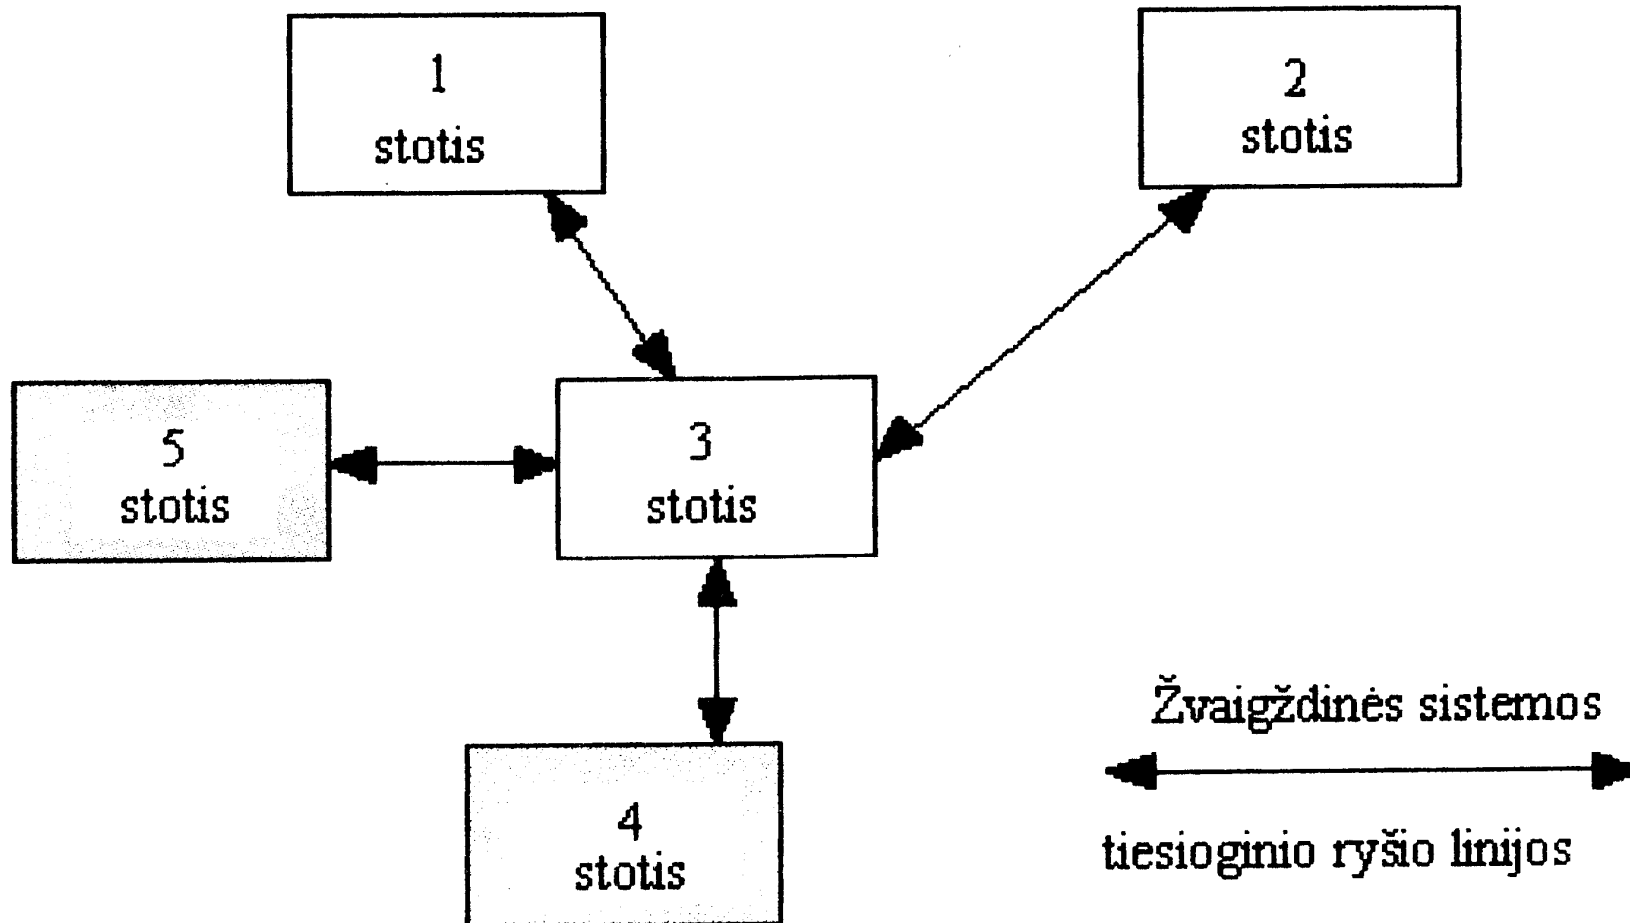 1
stotis
2
stotis
5
stotis
3
stotis
4
stotis
Žvaigždinės sistemos
tiesioginio ryšio linijos